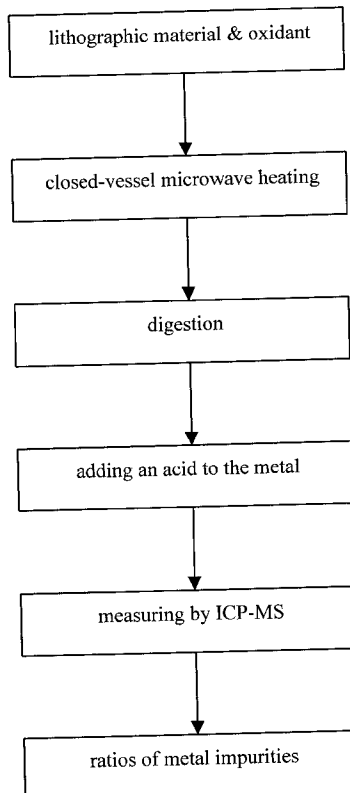 lithographic material & oxidant
closed-vessel microwave heating
digestion
adding an acid to the metal
measuring by ICP-MS
ratios of metal impurities